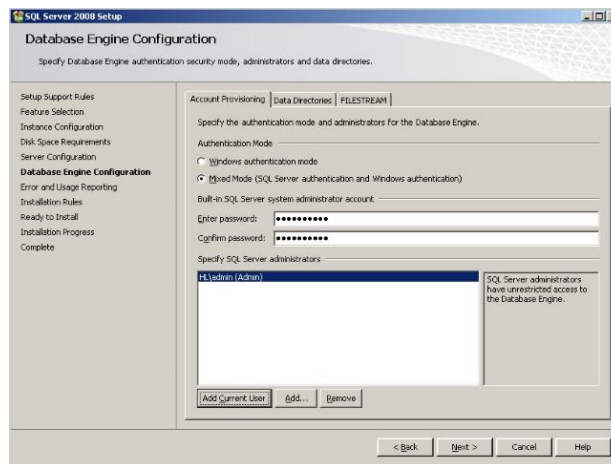 SQL Server 2008 Setup
Database Engine Configuration
Specify Database Engine authentication security mode, administrators and data directories.
Setup Support Rules
Feature Selection
Instance Configuration
Disk Space Requirements
Server Configuration
Database Engine Configuration
Error and Usage Reporting
Installation Rules
Ready to Install
Installation Progress
Complete
Account Provisioning Data Directories FILESTREAM
Specify the authentication mode and administrators for the Database Engine.
Authentication Mode
Windows authentication mode
Mixed Mode (SQL Server authentication and Windows authentication)
Built-in SQL Server system administrator account
Enter password: ●●●●●●●●●●
Confirm password: ●●●●●●●●●●
Specify SQL Server administrators
HL\admin (Admin)
SQL Server administrators
have unrestricted access to
the Database Engine.
Add Current User Add... Remove
< Back Next > Cancel Help